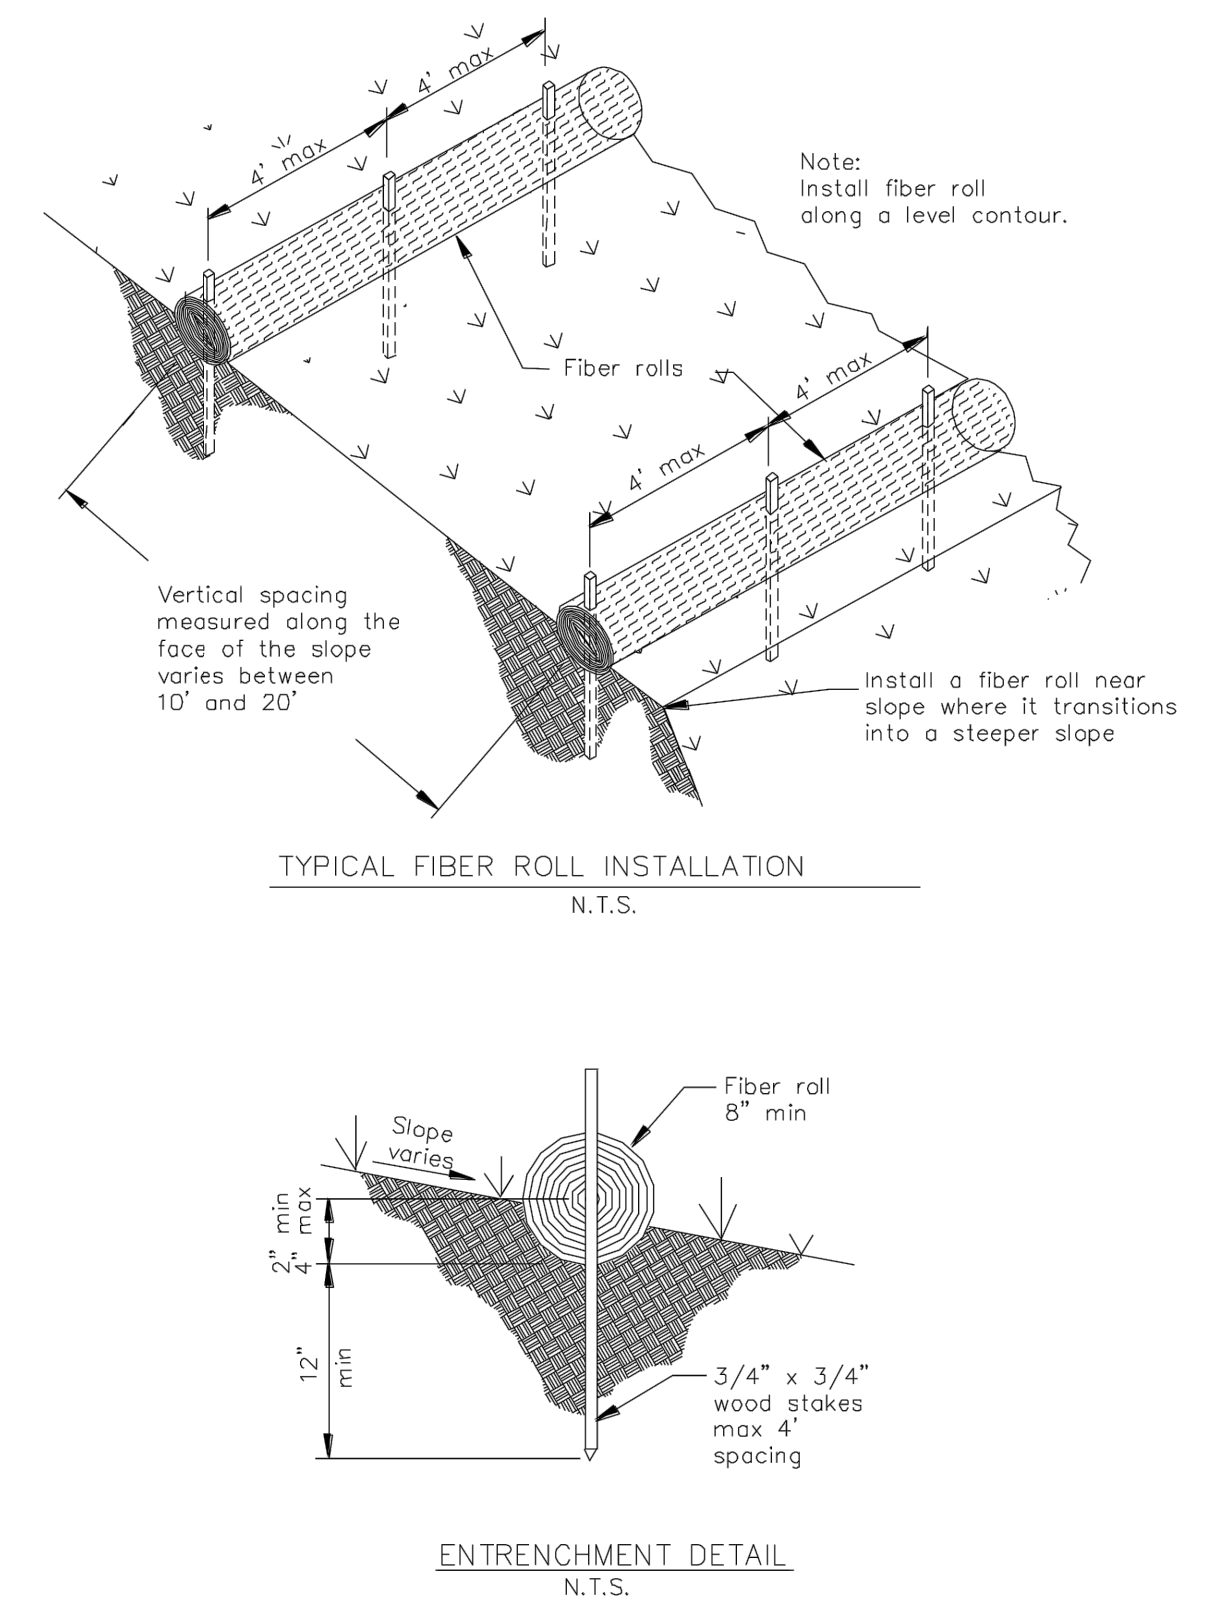 4' max
4' max
Note:
Install fiber roll
along a level contour.
Fiber rolls
4' max
4' max
Vertical spacing
measured along the
face of the slope
varies between
10' and 20'
Install a fiber roll near
slope where it transitions
into a steeper slope
TYPICAL FIBER ROLL INSTALLATION
N.T.S.
Fiber roll
8" min
Slope
varies
2" min
4" max
12"
min
3/4" x 3/4"
wood stakes
max 4'
spacing
ENTRENCHMENT DETAIL
N.T.S.